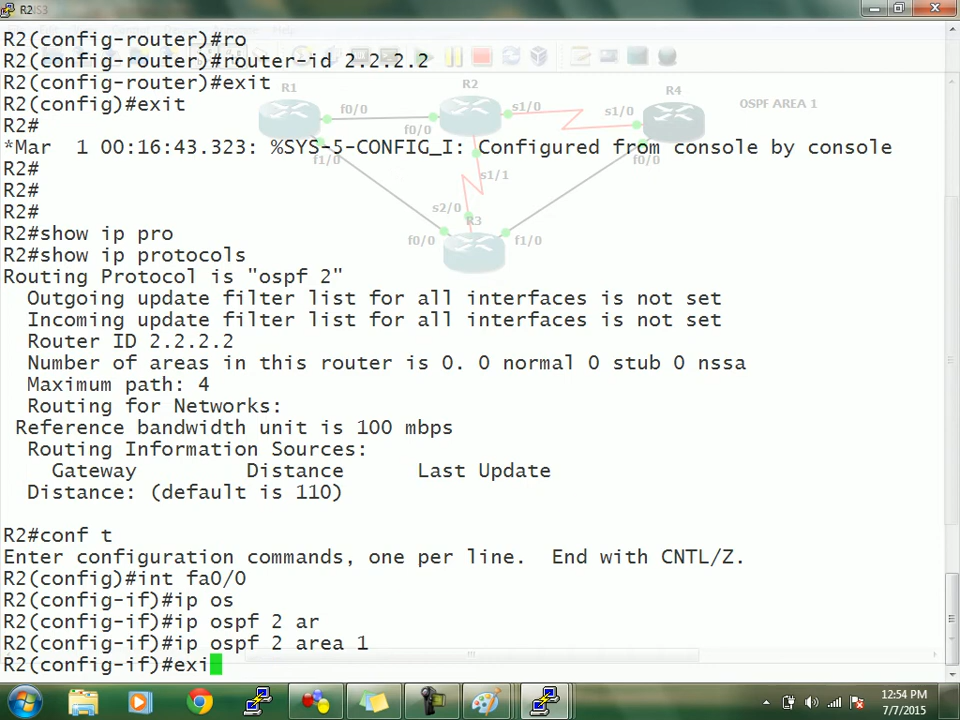 R2
R2(config-router)#ro
R2(config-router)#router-id 2.2.2.2
R2(config-router)#exit
R2(config)#exit
R2#
*Mar  1 00:16:43.323: %SYS-5-CONFIG_I: Configured from console by console
R2#
R2#
R2#
R2#show ip pro
R2#show ip protocols
Routing Protocol is "ospf 2"
  Outgoing update filter list for all interfaces is not set
  Incoming update filter list for all interfaces is not set
  Router ID 2.2.2.2
  Number of areas in this router is 0. 0 normal 0 stub 0 nssa
  Maximum path: 4
  Routing for Networks:
 Reference bandwidth unit is 100 mbps
  Routing Information Sources:
    Gateway         Distance      Last Update
  Distance: (default is 110)
R2#conf t
Enter configuration commands, one per line.  End with CNTL/Z.
R2(config)#int fa0/0
R2(config-if)#ip os
R2(config-if)#ip ospf 2 ar
R2(config-if)#ip ospf 2 area 1
R2(config-if)#exi
R1
f0/0
f1/0
R2
f0/0
s1/0
s1/1
R4
s1/0
f0/0
OSPF AREA 1
s2/0
R3
f0/0
f1/0
12:54 PM
7/7/2015